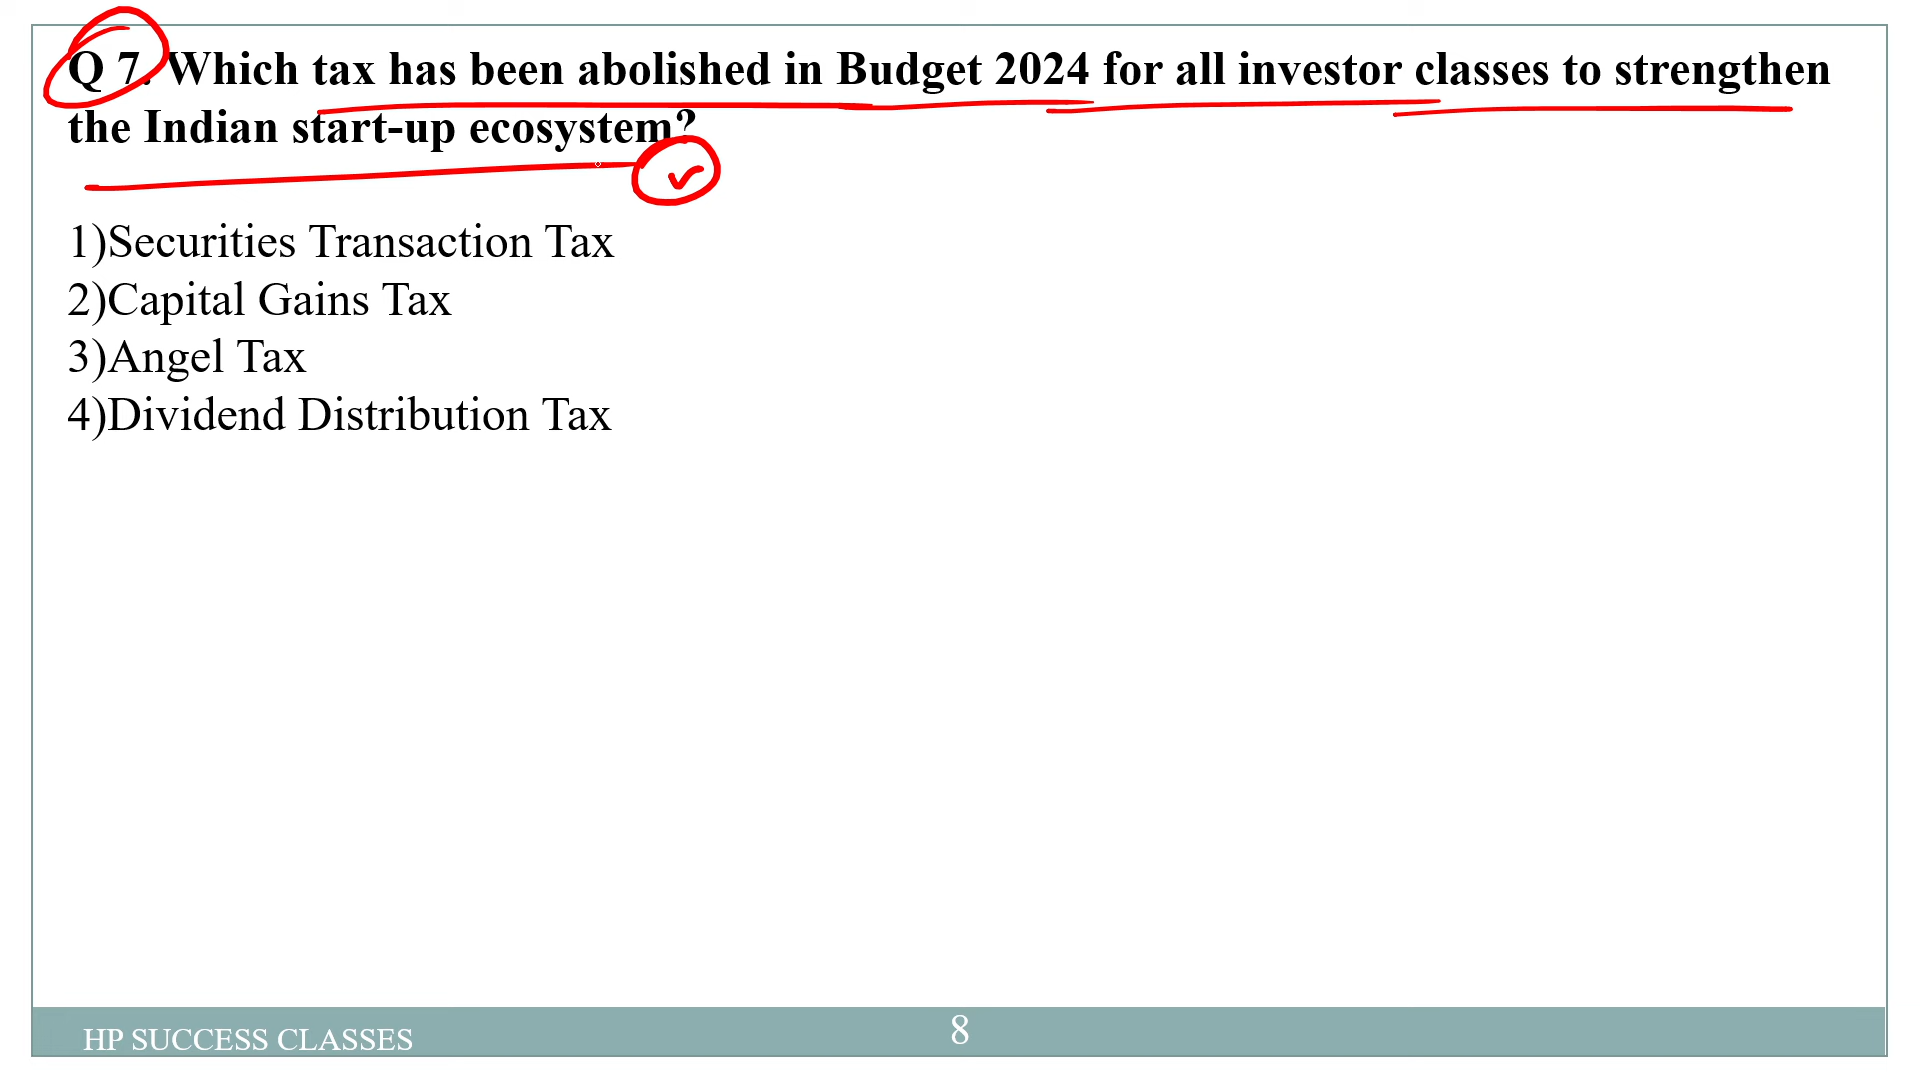 Q 7. Which tax has been abolished in Budget 2024 for all investor classes to strengthen
the Indian start-up ecosystem?
1)Securities Transaction Tax
2)Capital Gains Tax
3)Angel Tax
4)Dividend Distribution Tax
HP SUCCESS CLASSES
8